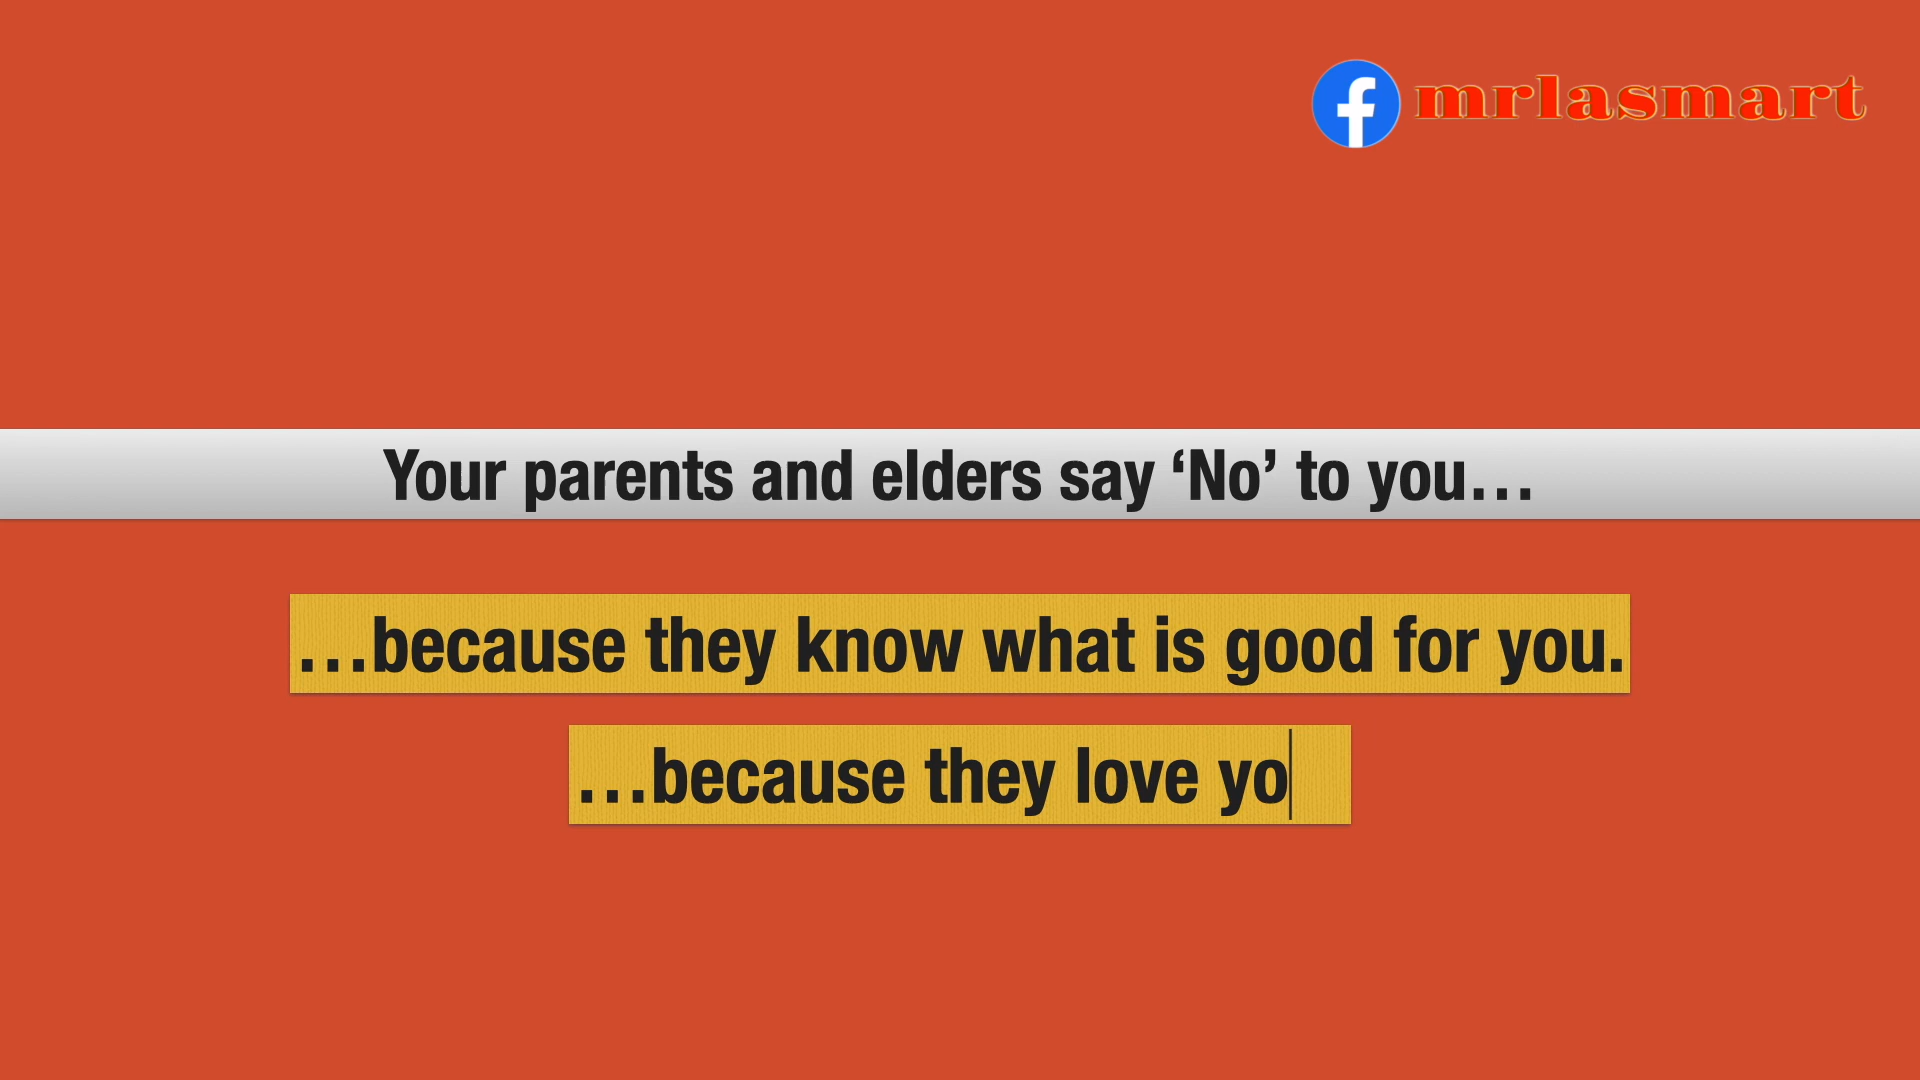 mrlasmart
Your parents and elders say ‘No’ to you…
…because they know what is good for you.
…because they love yo